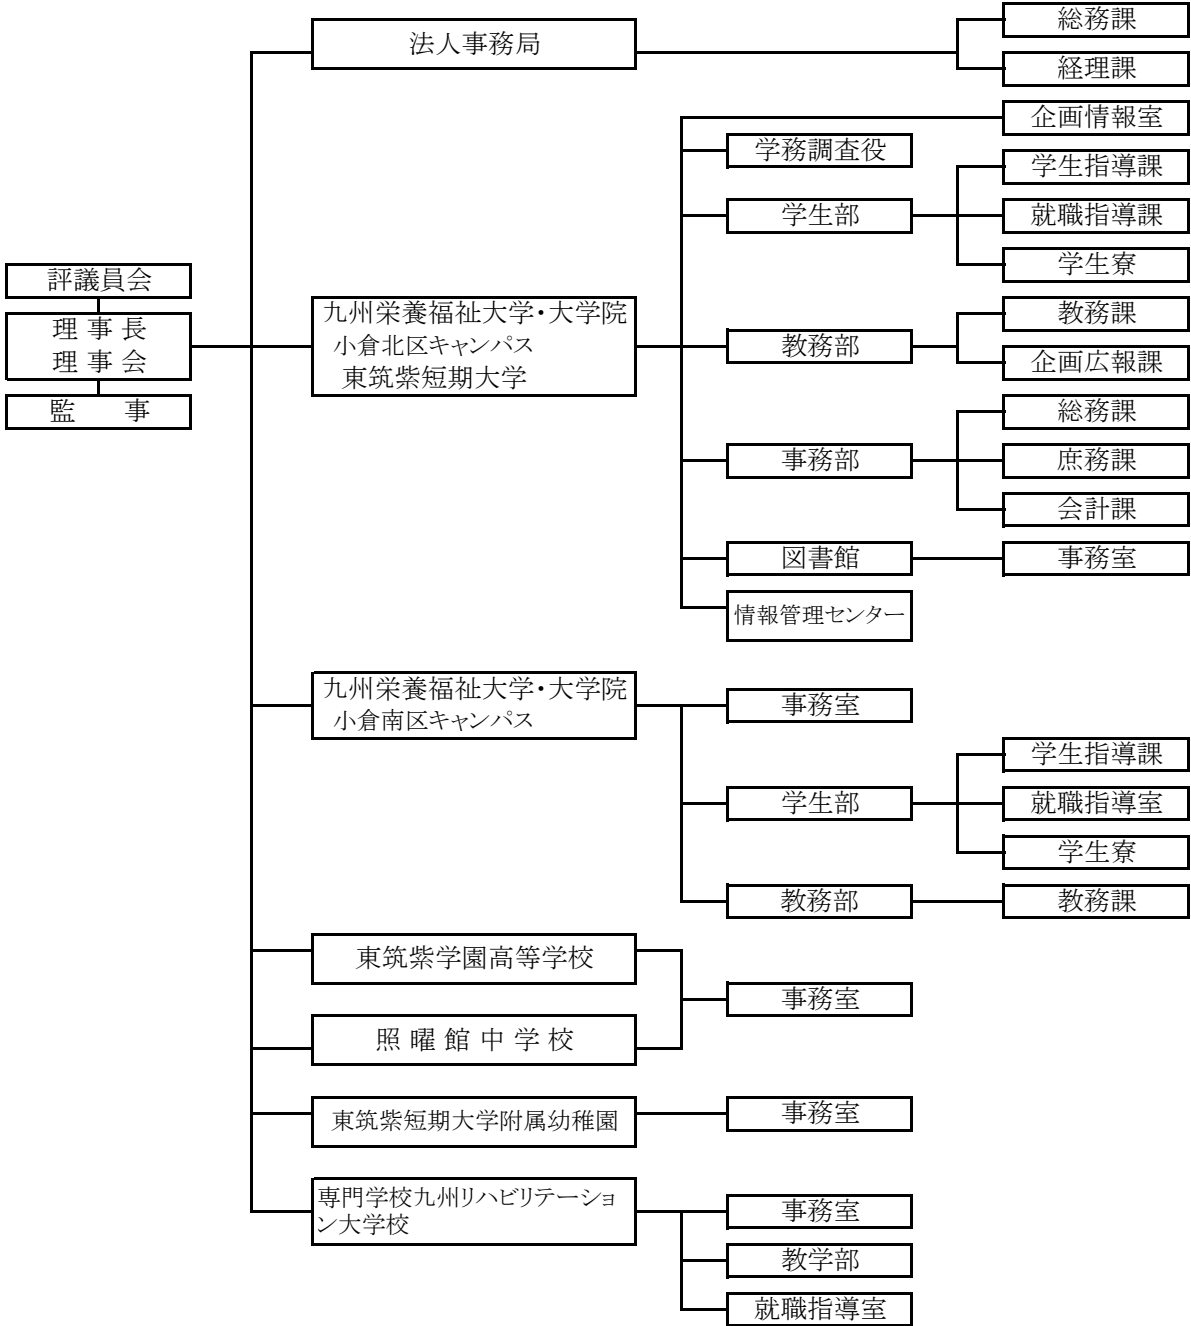 評議員会
理 事 長
理 事 会
監　　事
法人事務局
総務課
経理課
九州栄養福祉大学・大学院
小倉北区キャンパス
東筑紫短期大学
企画情報室
学務調査役
学生部
学生指導課
就職指導課
学生寮
教務部
教務課
企画広報課
事務部
総務課
庶務課
会計課
図書館
事務室
情報管理センター
九州栄養福祉大学・大学院
小倉南区キャンパス
事務室
学生部
学生指導課
就職指導室
学生寮
教務部
教務課
東筑紫学園高等学校
照 曜 館 中 学 校
事務室
東筑紫短期大学附属幼稚園
事務室
専門学校九州リハビリテーショ
ン大学校
事務室
教学部
就職指導室